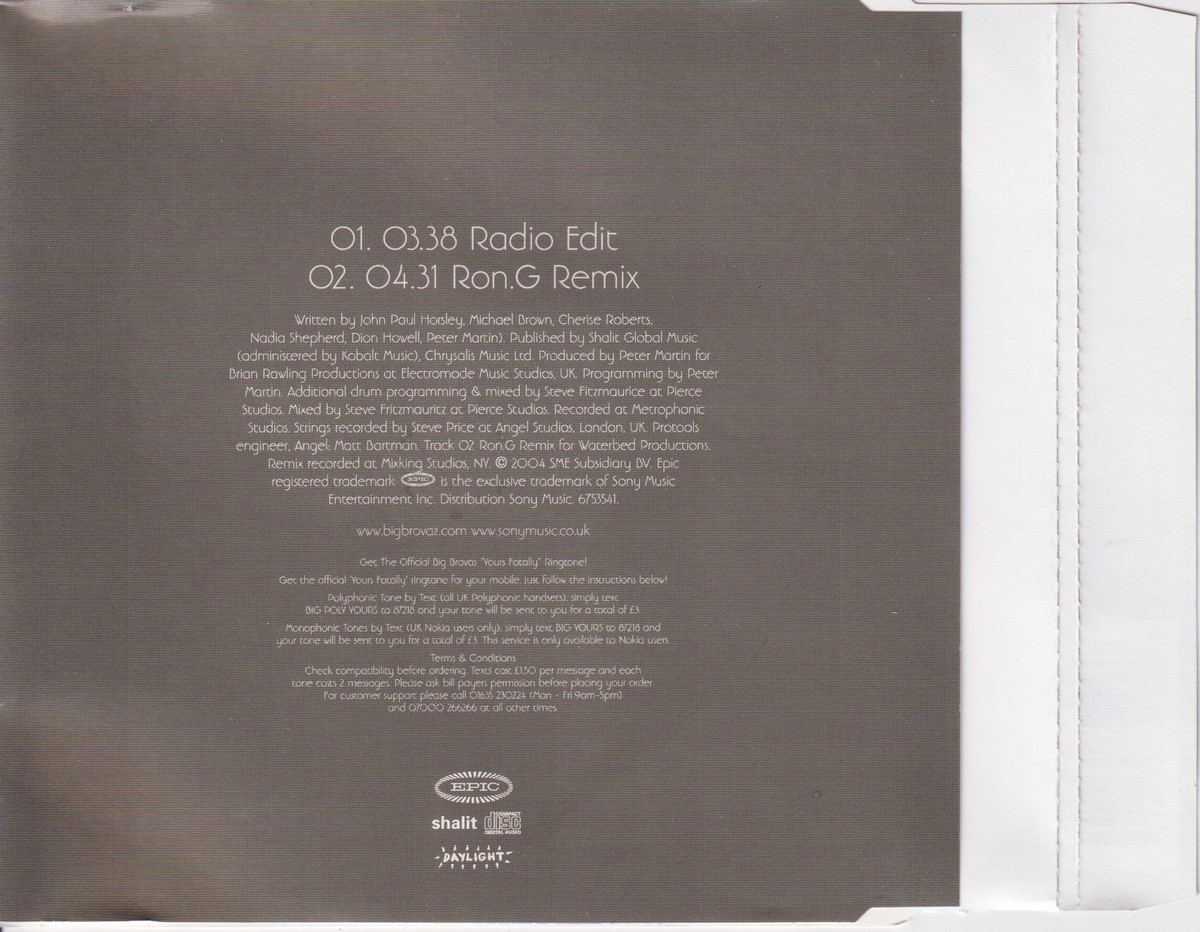 01. 03.38 Radio Edit
02. 04.31 Ron.G Remix
Written by John Paul Horsley, Michael Brown, Cherise Roberts,
Nadia Shepherd, Dion Howell, Peter Martin). Published by Shalit Global Music
(administered by Kobalt Music), Chrysalis Music Ltd. Produced by Peter Martin for
Brian Rawling Productions at Electromode Music Studios, UK. Programming by Peter
Martin. Additional drum programming & mixed by Steve Fitzmaurice at Pierce
Studios. Mixed by Steve Fritzmauritz at Pierce Studios. Recorded at Metrophonic
Studios. Strings recorded by Steve Price at Angel Studios, London, UK. Protools
engineer, Angel: Matt Bartman. Track 02 Ron.G Remix for Waterbed Productions.
Remix recorded at Mixking Studios, NY. © 2004 SME Subsidiary BV. Epic
registered trademark EPIC is the exclusive trademark of Sony Music
Entertainment Inc. Distribution Sony Music. 6753541.
www.bigbrovaz.com www.sonymusic.co.uk
Get The Official Big Brovas "Yours Fatally" Ringtone!
Get the official 'Yours Fatally' ringtone for your mobile. Just follow the instructions below!
Polyphonic Tone by Text (all UK Polyphonic handsets), simply text
BIG POLY YOURS to 87218 and your tone will be sent to you for a total of £3.
Monophonic Tones by Text (UK Nokia users only), simply text BIG YOURS to 87218 and
your tone will be sent to you for a total of £3. This service is only available to Nokia users.
Terms & Conditions
Check compatibility before ordering. Texts cost £1.50 per message and each
tone costs 2 messages. Please ask bill payers permission before placing your order.
For customer support please call 01635 230224 (Mon - Fri 9am-5pm)
and 07000 266266 at all other times.
EPIC
shalit COMPACT disc DIGITAL AUDIO
DAYLIGHT